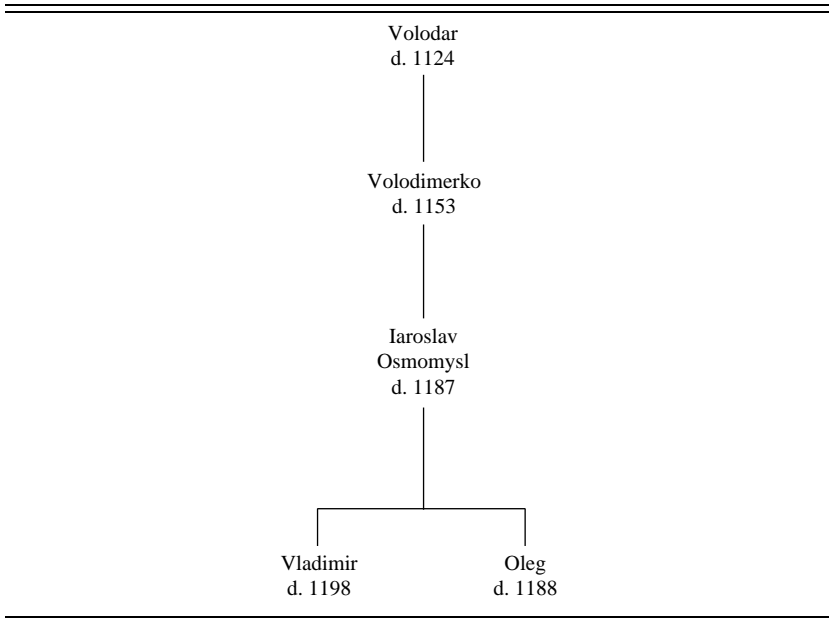 Volodar
d. 1124
Volodimerko
d. 1153
Iaroslav
Osmomysl
d. 1187
Vladimir
d. 1198
Oleg
d. 1188